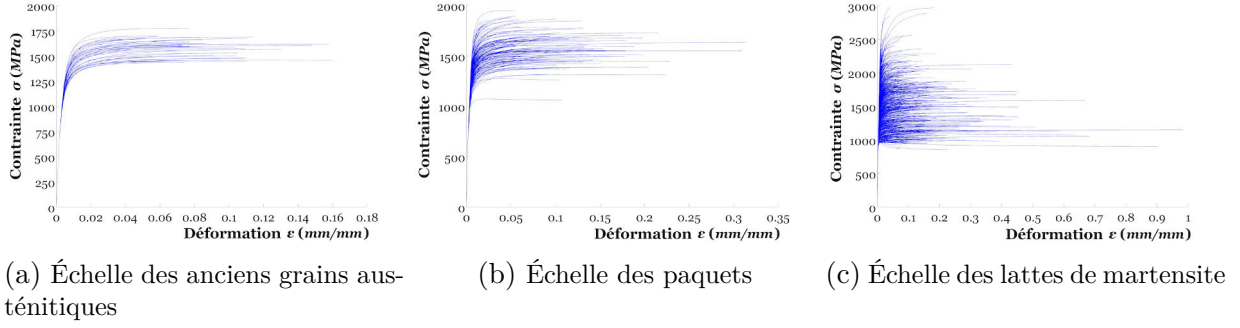 2000
1750
1500
1250
1000
750
500
250
0
Contrainte σ (MPa)
0 0.02 0.04 0.06 0.08 0.1 0.12 0.14 0.16 0.18
Déformation ε (mm/mm)
(a) Échelle des anciens grains aus-
ténitiques
2000
1500
1000
500
0
Contrainte σ (MPa)
0 0.05 0.1 0.15 0.2 0.25 0.3 0.35
Déformation ε (mm/mm)
(b) Échelle des paquets
3000
2500
2000
1500
1000
500
0
Contrainte σ (MPa)
0 0.1 0.2 0.3 0.4 0.5 0.6 0.7 0.8 0.9 1
Déformation ε (mm/mm)
(c) Échelle des lattes de martensite